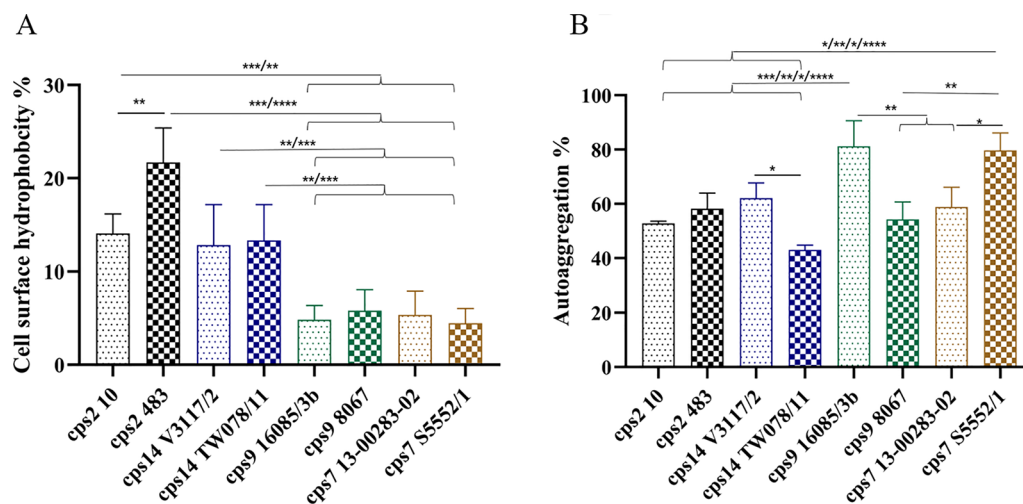 A
Cell surface hydrophobcity %
30
20
10
0
***/**
**
***/****
**/***
**/***
cps2 10
cps2 483
cps14 V3117/2
cps14 TW078/11
cps9 16085/3b
cps9 8067
cps7 13-00283-02
cps7 S5552/1
B
Autoaggregation %
100
80
60
40
20
0
*/**/*/****
***/**/*/****
**
**
*
*
cps2 10
cps2 483
cps14 V3117/2
cps14 TW078/11
cps9 16085/3b
cps9 8067
cps7 13-00283-02
cps7 S5552/1